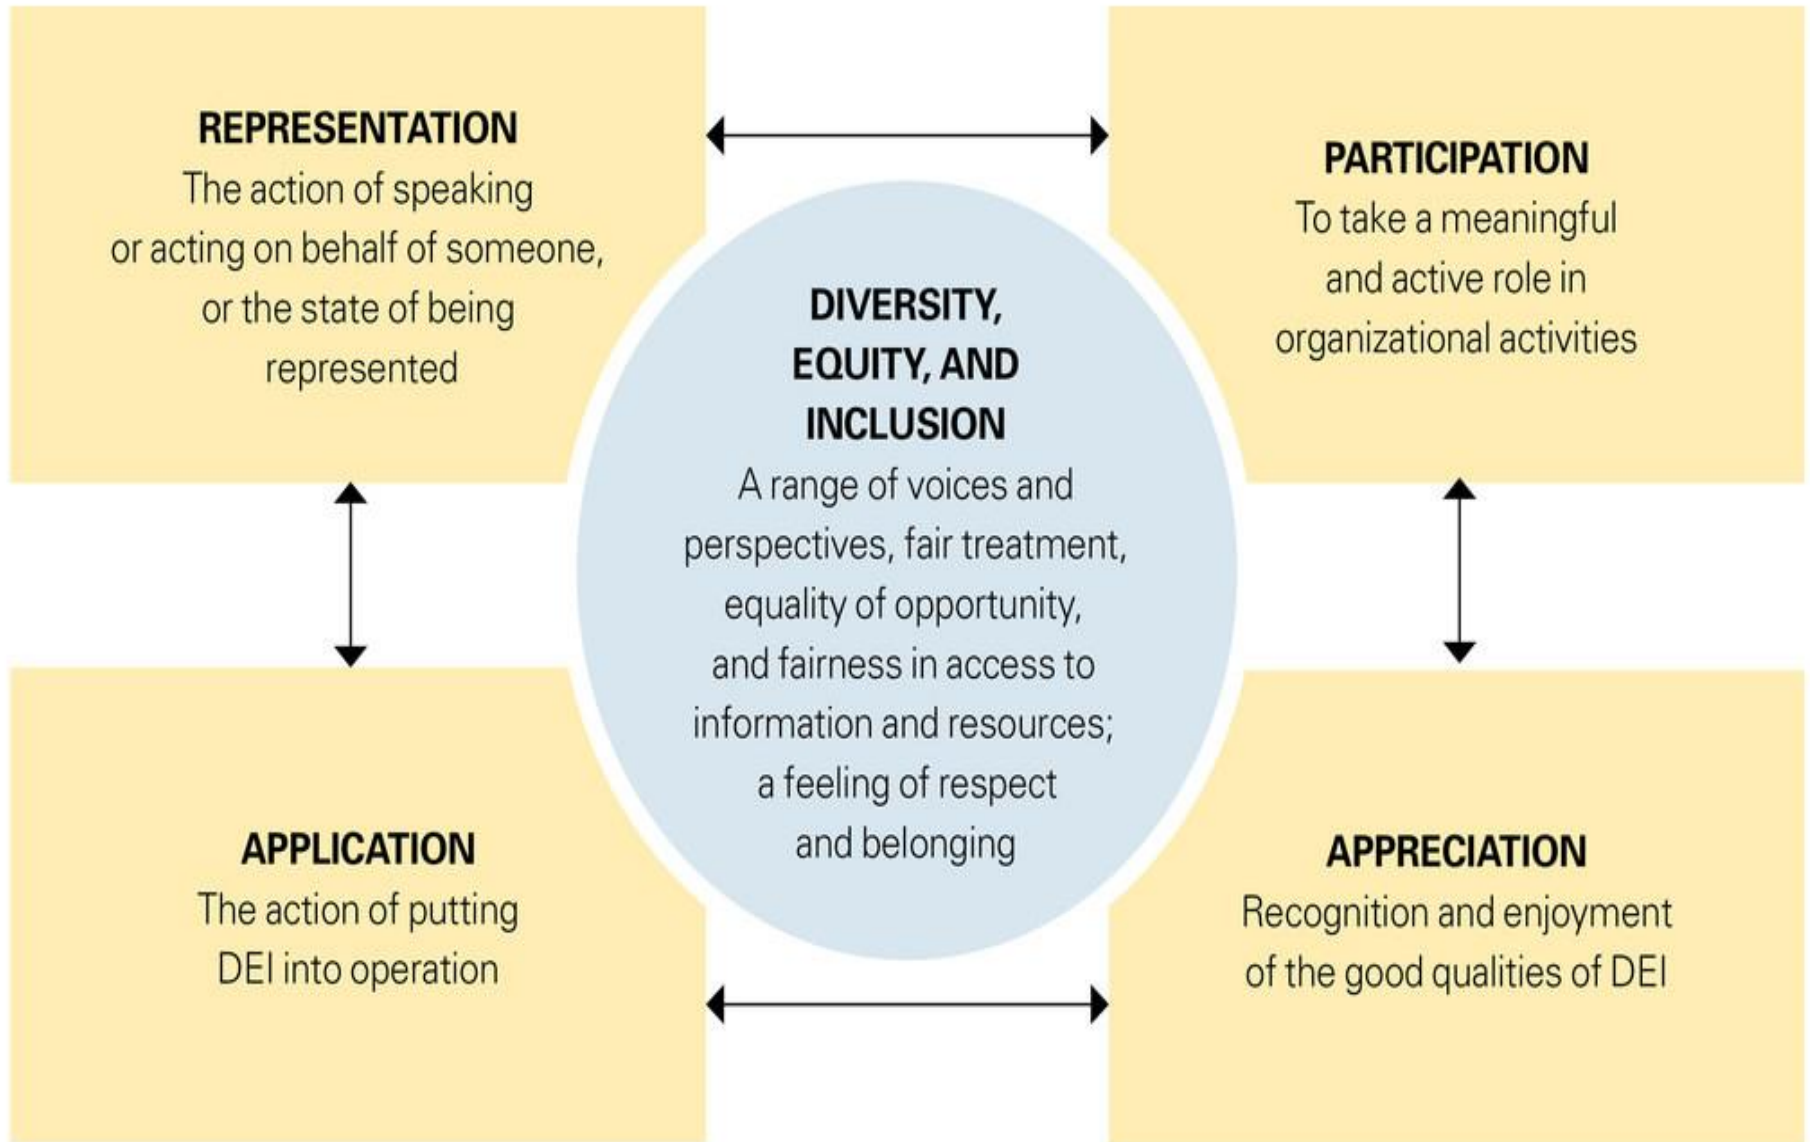 REPRESENTATION
The action of speaking
or acting on behalf of someone,
or the state of being
represented
PARTICIPATION
To take a meaningful
and active role in
organizational activities
DIVERSITY,
EQUITY, AND
INCLUSION
A range of voices and
perspectives, fair treatment,
equality of opportunity,
and fairness in access to
information and resources;
a feeling of respect
and belonging
APPLICATION
The action of putting
DEI into operation
APPRECIATION
Recognition and enjoyment
of the good qualities of DEI